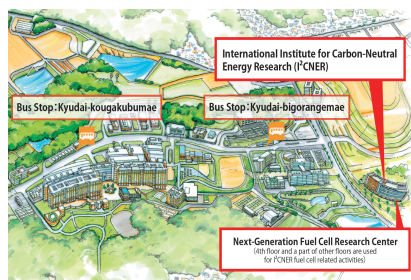 International Institute for Carbon-Neutral
Energy Research (I²CNER)
Bus Stop：Kyudai-kougakubumae
Bus Stop：Kyudai-bigorangemae
Next-Generation Fuel Cell Research Center
(4th floor and a part of other floors are used
for I²CNER fuel cell related activities)